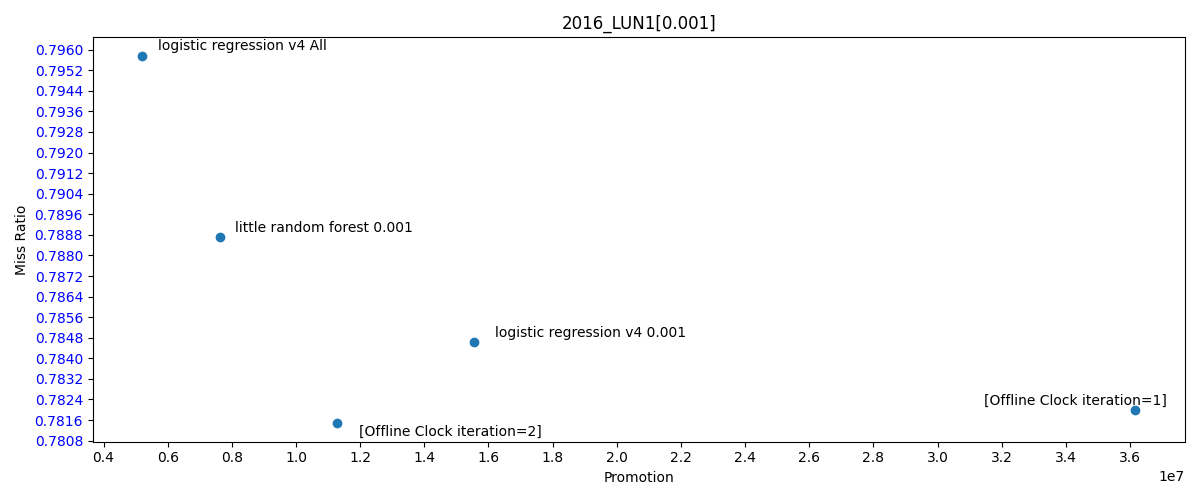 2016_LUN1[0.001]
Miss Ratio
0.7960
0.7952
0.7944
0.7936
0.7928
0.7920
0.7912
0.7904
0.7896
0.7888
0.7880
0.7872
0.7864
0.7856
0.7848
0.7840
0.7832
0.7824
0.7816
0.7808
logistic regression v4 All
little random forest 0.001
logistic regression v4 0.001
[Offline Clock iteration=1]
[Offline Clock iteration=2]
0.4 0.6 0.8 1.0 1.2 1.4 1.6 1.8 2.0 2.2 2.4 2.6 2.8 3.0 3.2 3.4 3.6
1e7
Promotion